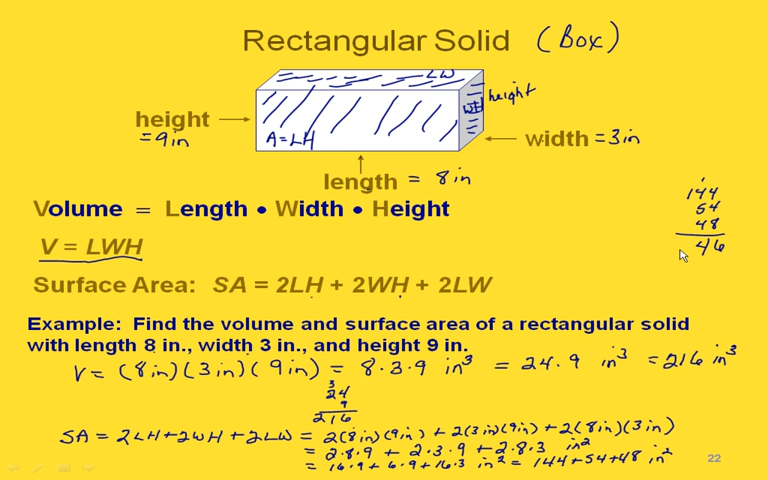 Rectangular Solid (Box)
LW
height
WH
height
= 9in
A = LH
width = 3in
length = 8in
Volume = Length • Width • Height
144
54
48
46
V = LWH
Surface Area: SA = 2LH + 2WH + 2LW
Example: Find the volume and surface area of a rectangular solid
with length 8 in., width 3 in., and height 9 in.
V = (8in)(3in)(9in) = 8·3·9 in³ = 24·9 in³ = 216 in³
3
24
9
216
SA = 2LH+2WH+2LW = 2(8in)(9in) + 2(3in)(9in) + 2(8in)(3in)
= 2·8·9 + 2·3·9 + 2·8·3 in²
= 16·9 + 6·9 + 16·3 in² = 144+54+48 in²
22